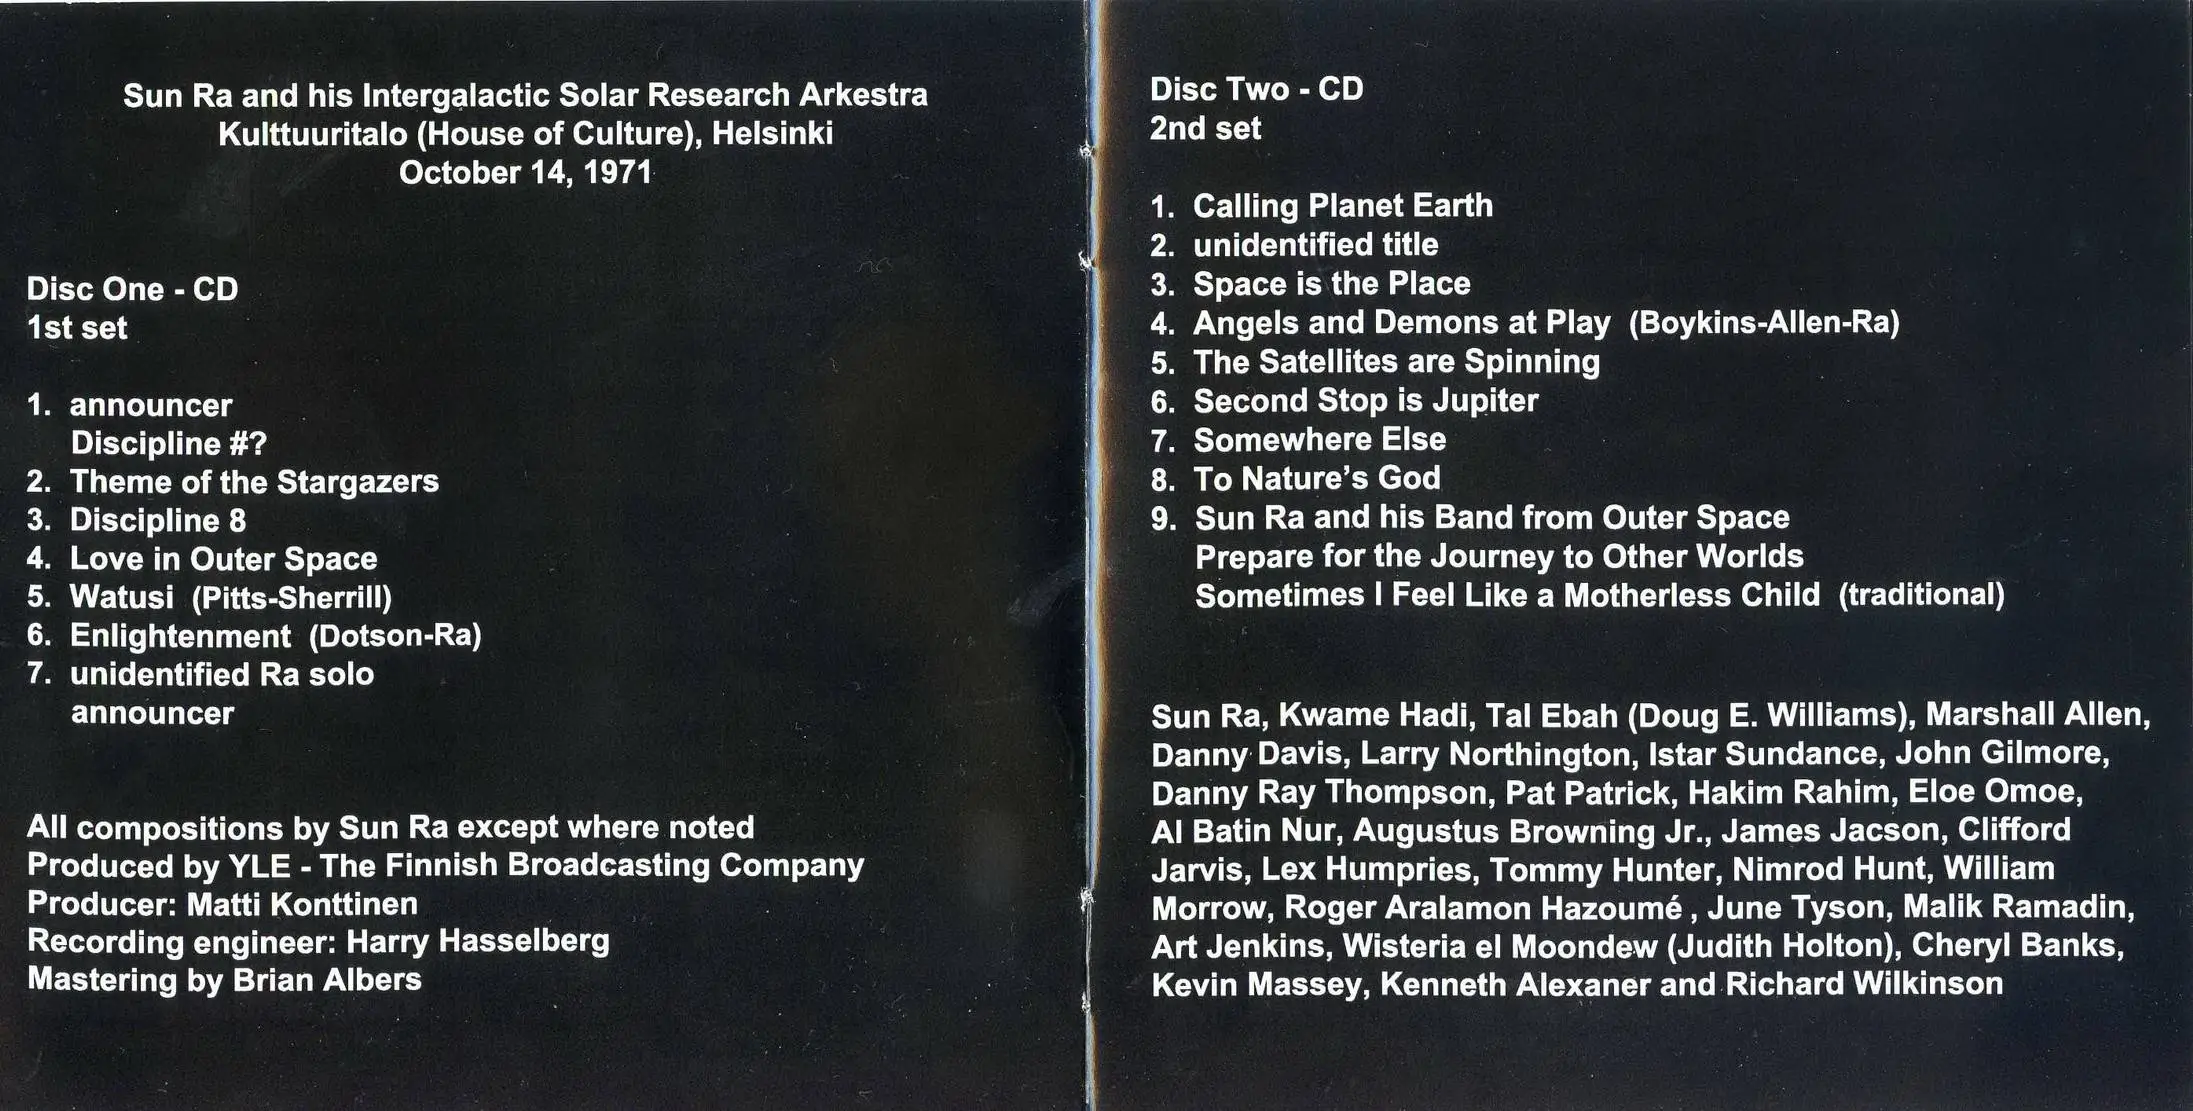 Sun Ra and his Intergalactic Solar Research Arkestra
Kulttuuritalo (House of Culture), Helsinki
October 14, 1971
Disc One - CD
1st set
1. announcer
Discipline #?
2. Theme of the Stargazers
3. Discipline 8
4. Love in Outer Space
5. Watusi (Pitts-Sherrill)
6. Enlightenment (Dotson-Ra)
7. unidentified Ra solo
announcer
All compositions by Sun Ra except where noted
Produced by YLE - The Finnish Broadcasting Company
Producer: Matti Konttinen
Recording engineer: Harry Hasselberg
Mastering by Brian Albers
Disc Two - CD
2nd set
1. Calling Planet Earth
2. unidentified title
3. Space is the Place
4. Angels and Demons at Play (Boykins-Allen-Ra)
5. The Satellites are Spinning
6. Second Stop is Jupiter
7. Somewhere Else
8. To Nature's God
9. Sun Ra and his Band from Outer Space
Prepare for the Journey to Other Worlds
Sometimes I Feel Like a Motherless Child (traditional)
Sun Ra, Kwame Hadi, Tal Ebah (Doug E. Williams), Marshall Allen,
Danny Davis, Larry Northington, Istar Sundance, John Gilmore,
Danny Ray Thompson, Pat Patrick, Hakim Rahim, Eloe Omoe,
Al Batin Nur, Augustus Browning Jr., James Jacson, Clifford
Jarvis, Lex Humpries, Tommy Hunter, Nimrod Hunt, William
Morrow, Roger Aralamon Hazoumé , June Tyson, Malik Ramadin,
Art Jenkins, Wisteria el Moondew (Judith Holton), Cheryl Banks,
Kevin Massey, Kenneth Alexaner and Richard Wilkinson